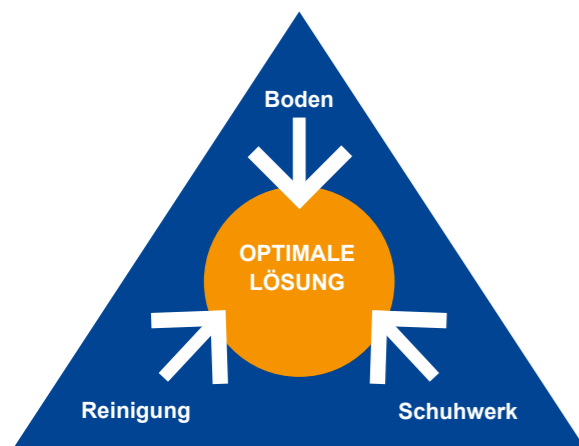 Boden
OPTIMALE
LÖSUNG
Reinigung
Schuhwerk